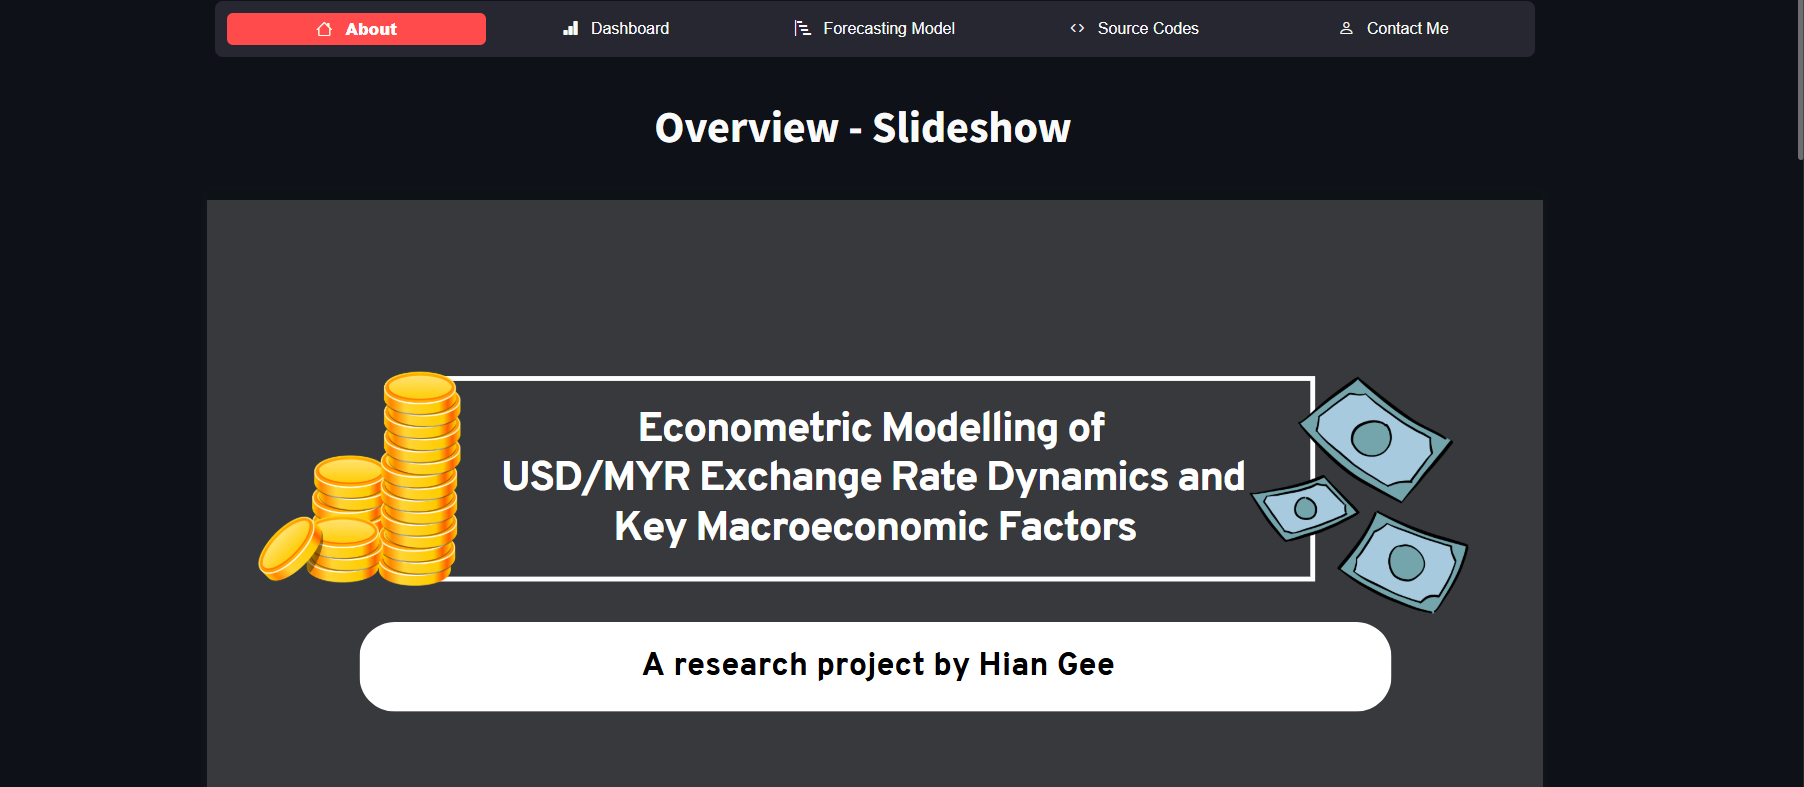 About
Dashboard
Forecasting Model
Source Codes
Contact Me
Overview - Slideshow
Econometric Modelling of
USD/MYR Exchange Rate Dynamics and
Key Macroeconomic Factors
A research project by Hian Gee